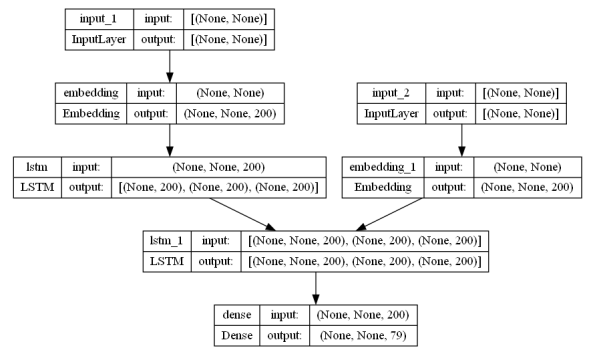 input_1 input: [(None, None)]
InputLayer output: [(None, None)]
embedding input: (None, None)
Embedding output: (None, None, 200)
input_2 input: [(None, None)]
InputLayer output: [(None, None)]
lstm input: (None, None, 200)
LSTM output: [(None, 200), (None, 200), (None, 200)]
embedding_1 input: (None, None)
Embedding output: (None, None, 200)
lstm_1 input: [(None, None, 200), (None, 200), (None, 200)]
LSTM output: [(None, None, 200), (None, 200), (None, 200)]
dense input: (None, None, 200)
Dense output: (None, None, 79)